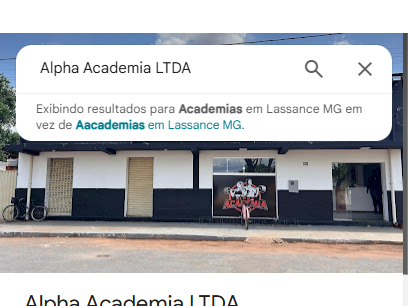 Alpha Academia LTDA
Exibindo resultados para Academias em Lassance MG em
vez de Aacademias em Lassance MG.
ACADEMIA
Alpha Academia LTDA